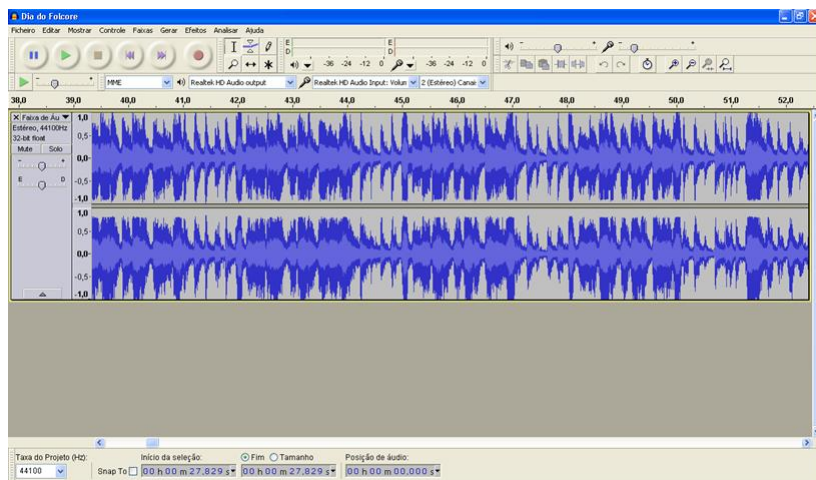 Dia do Folcore
Ficheiro Editar Mostrar Controle Faixas Gerar Efeitos Analisar Ajuda
E E
D D
-36 -24 -12 0 -36 -24 -12 0
MME Realtek HD Audio output Realtek HD Audio Input: Volun 2 (Estéreo) Canai
38,0 39,0 40,0 41,0 42,0 43,0 44,0 45,0 46,0 47,0 48,0 49,0 50,0 51,0 52,0
Faixa de Áu 1,0
Estéreo, 44100Hz
32-bit float 0,5
Mute Solo
- + 0,0
E D -0,5
-1,0
1,0
0,5
0,0
-0,5
-1,0
Taxa do Projeto (Hz): Início da seleção: Fim Tamanho Posição de áudio:
44100 Snap To 00 h 00 m 27,829 s 00 h 00 m 27,829 s 00 h 00 m 00,000 s